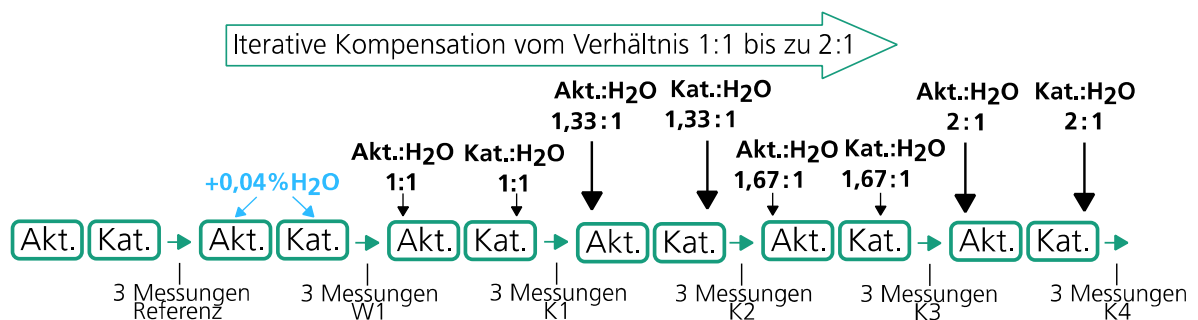 Iterative Kompensation vom Verhältnis 1:1 bis zu 2:1
Akt.:H₂O
1,33:1
Kat.:H₂O
1,33:1
Akt.:H₂O
2:1
Kat.:H₂O
2:1
Akt.:H₂O
1:1
Kat.:H₂O
1:1
Akt.:H₂O
1,67:1
Kat.:H₂O
1,67:1
+0,04%H₂O
Akt. Kat. Akt. Kat. Akt. Kat. Akt. Kat. Akt. Kat. Akt. Kat.
3 Messungen
Referenz
3 Messungen
W1
3 Messungen
K1
3 Messungen
K2
3 Messungen
K3
3 Messungen
K4